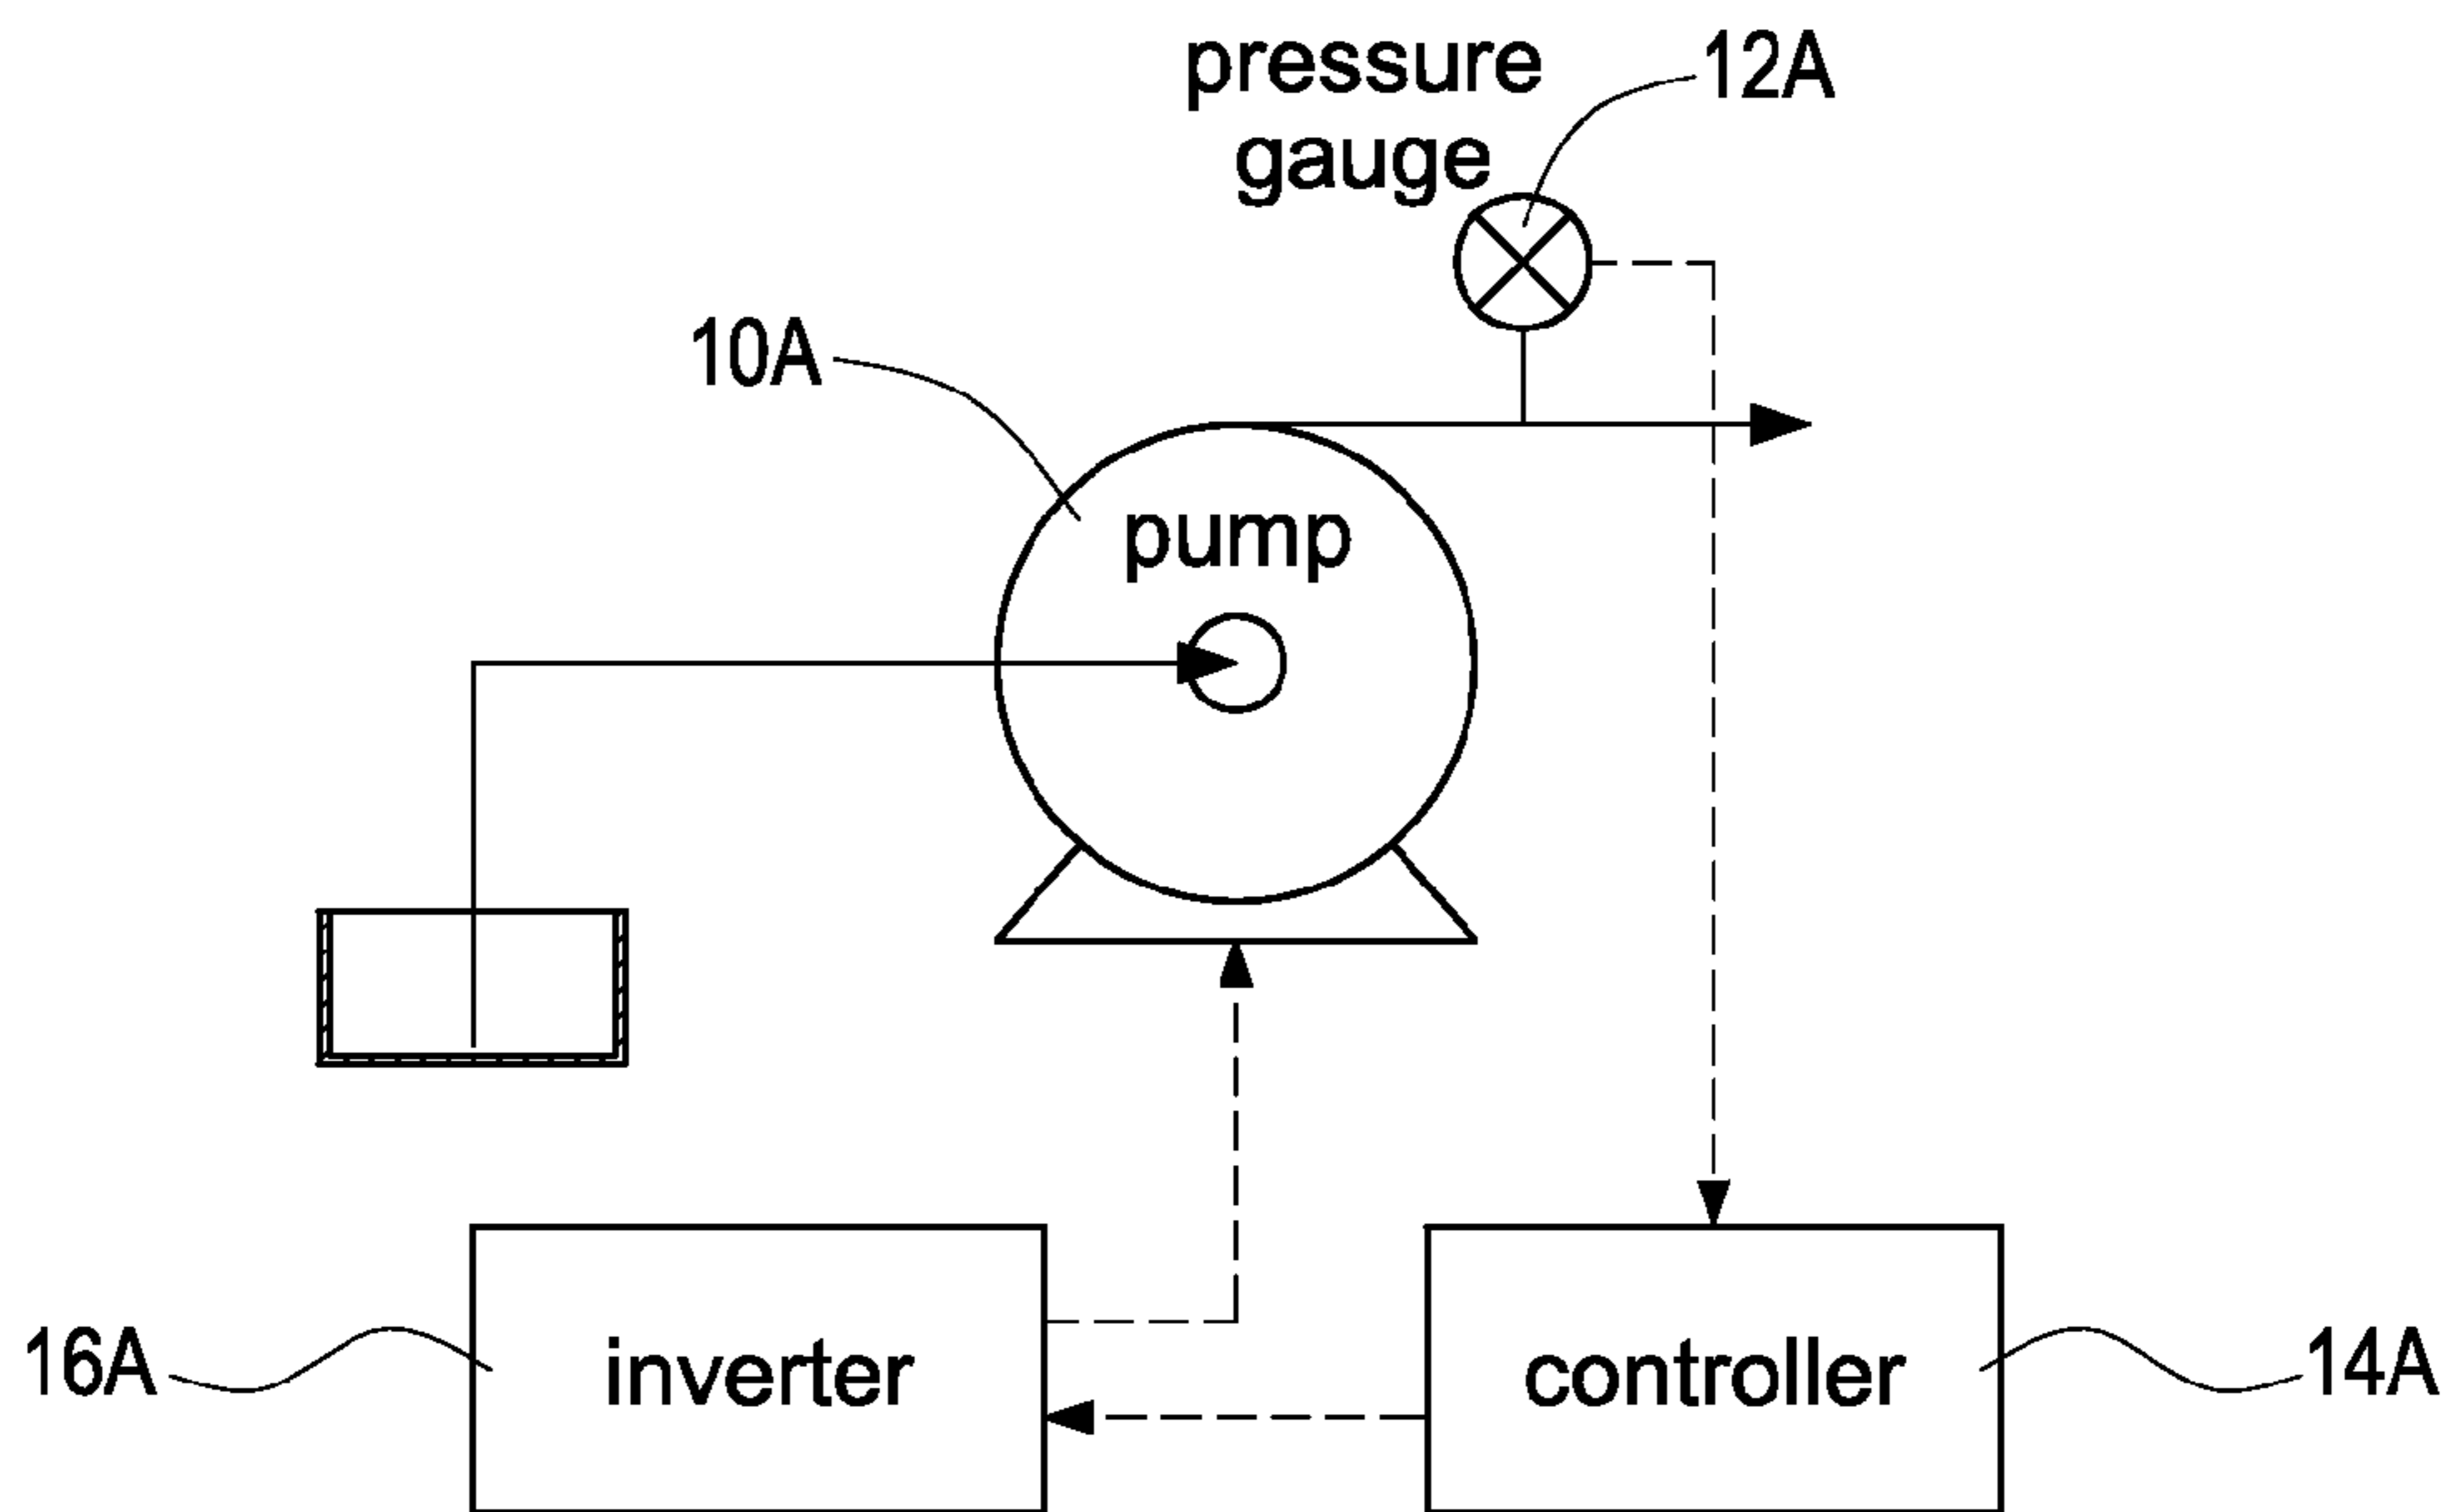 pressure
gauge
12A
10A
pump
16A
inverter
controller
14A